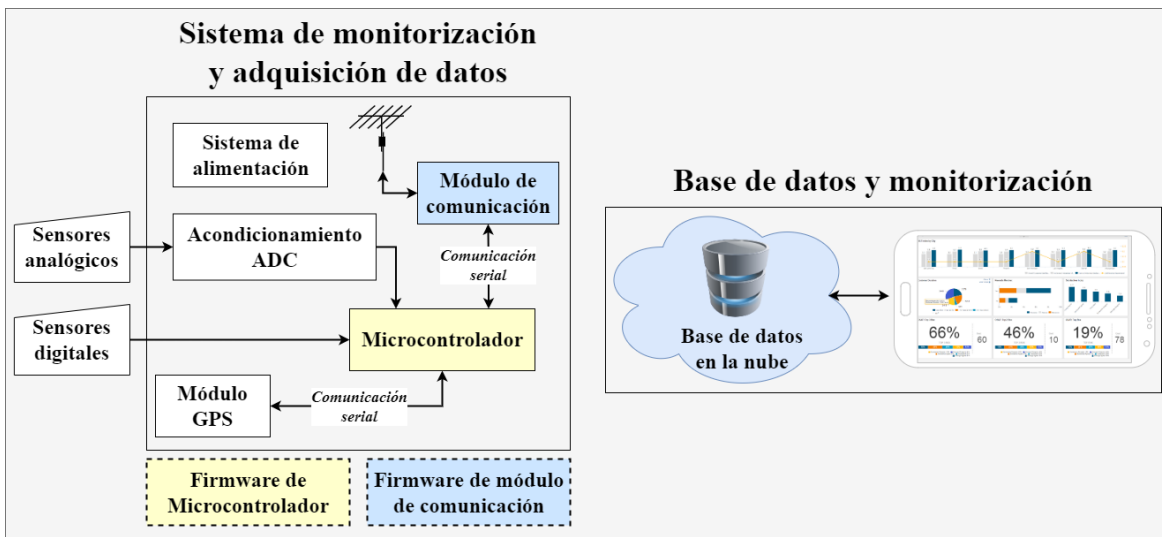 Sistema de monitorización
y adquisición de datos
Sistema de
alimentación
Módulo de
comunicación
Sensores
analógicos
Acondicionamiento
ADC
Comunicación
serial
Sensores
digitales
Microcontrolador
Módulo
GPS
Comunicación
serial
Firmware de
Microcontrolador
Firmware de módulo
de comunicación
Base de datos y monitorización
Base de datos
en la nube
66%
60
46%
10
19%
78